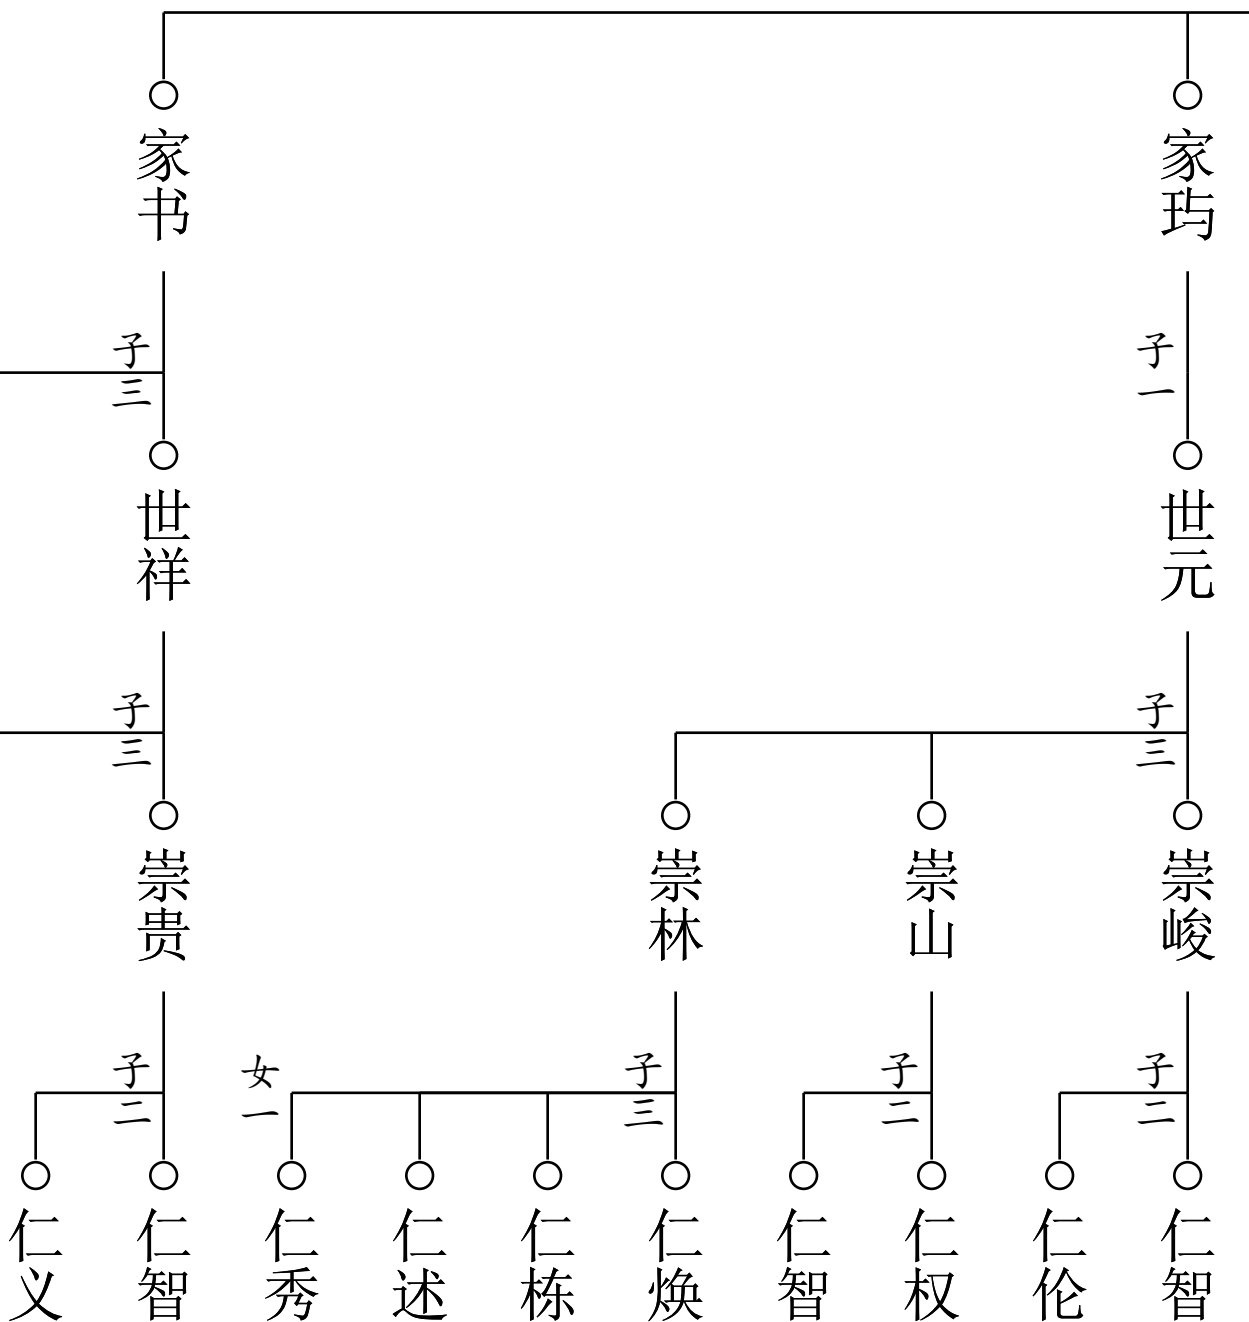 家玙
家书
子一
子三
世元
世祥
子三
子三
崇峻
崇山
崇林
崇贵
子二
子二
子三
女一
子二
仁智
仁伦
仁权
仁智
仁焕
仁栋
仁述
仁秀
仁智
仁义